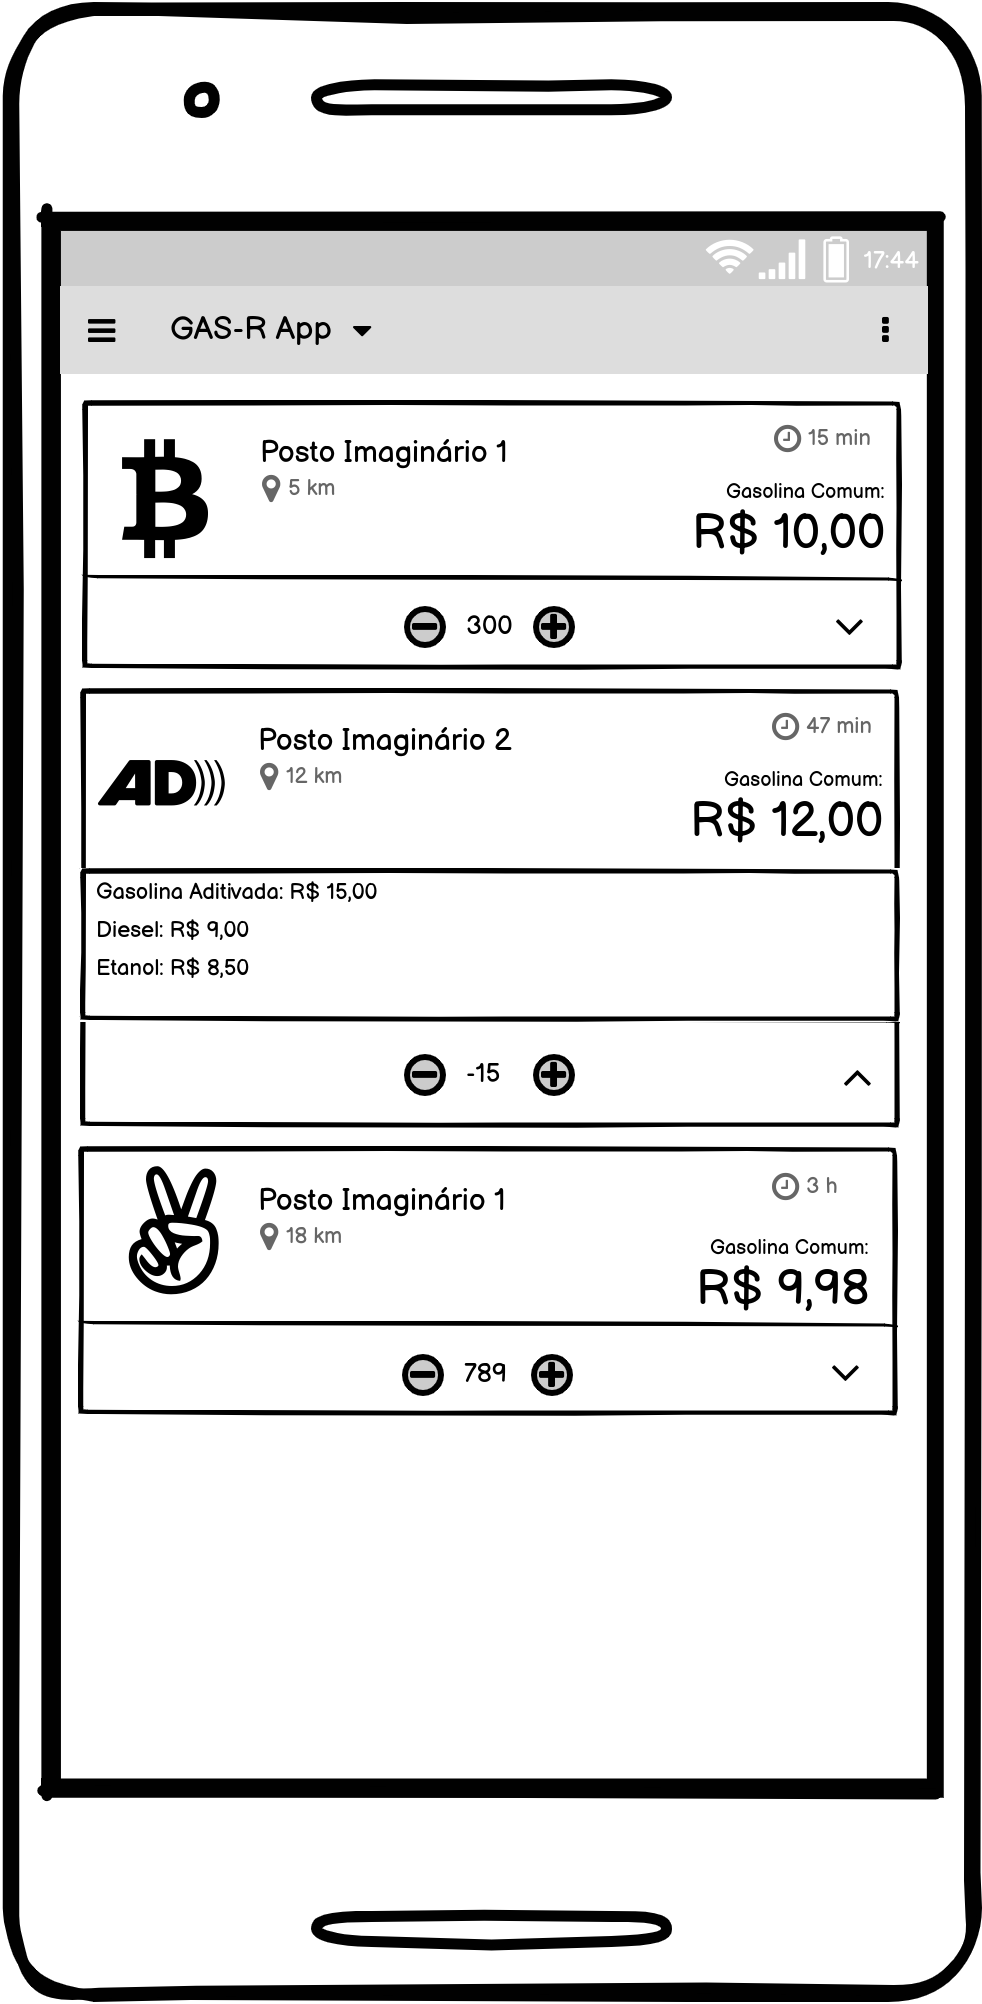 17:44
GAS-R App
Posto Imaginário 1
15 min
5 km
Gasolina Comum:
R$ 10,00
300
Posto Imaginário 2
47 min
12 km
AD
Gasolina Comum:
R$ 12,00
Gasolina Aditivada: R$ 15,00
Diesel: R$ 9,00
Etanol: R$ 8,50
-15
Posto Imaginário 1
3 h
18 km
Gasolina Comum:
R$ 9,98
789